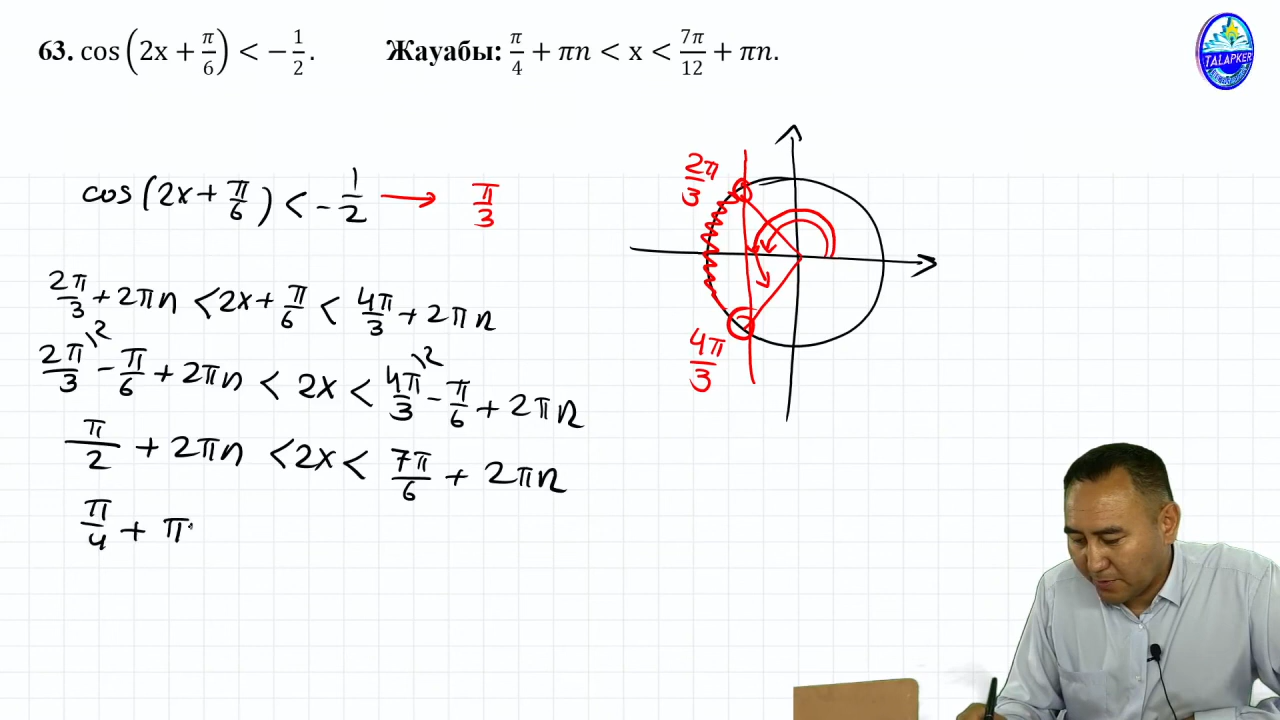 63. cos(2x + π/6) < −1/2. Жауабы: π/4 + πn < x < 7π/12 + πn.
TALAPKER
cos(2x + π/6) < −1/2 → π/3
2π/3 + 2πn < 2x + π/6 < 4π/3 + 2πn
2π/3\2 − π/6 + 2πn < 2x < 4π/3\2 − π/6 + 2πn
π/2 + 2πn < 2x < 7π/6 + 2πn
π/4 + π
2π/3
4π/3